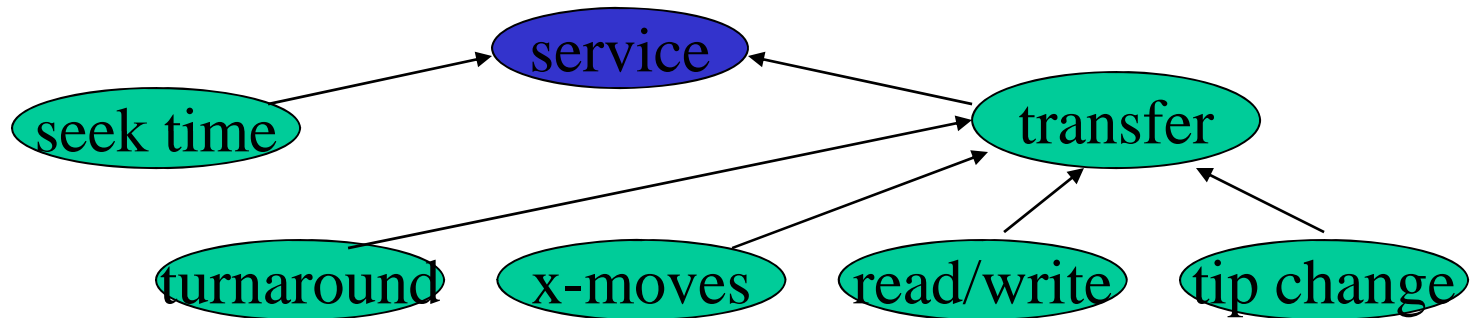 service
seek time
transfer
turnaround
x-moves
read/write
tip change